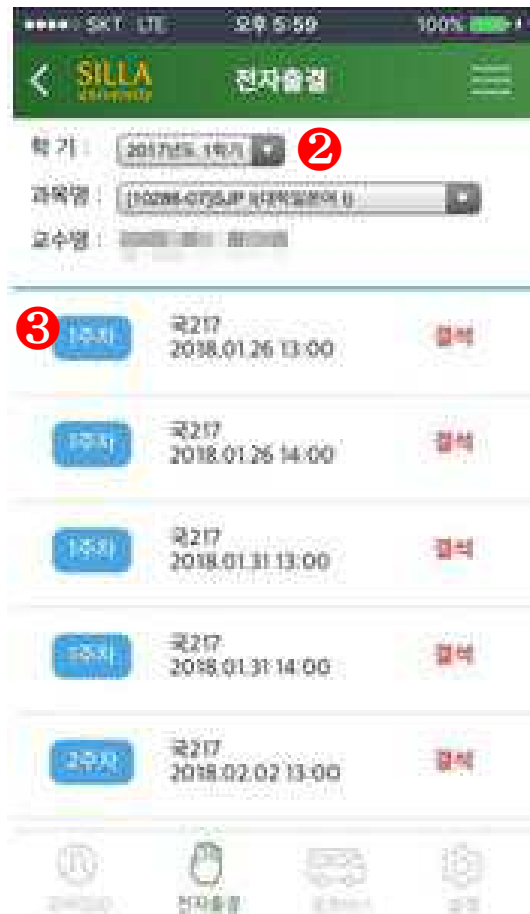 SKT LTE 오후 5:59 100%
SILLA
전자출결
학 기 : 2017년도 1학기 2
과목명 :
교수명 :
3 1주차 국217 결석
2018.01.26 13:00
1주차 국217 결석
2018.01.26 14:00
1주차 국217 결석
2018.01.31 13:00
1주차 국217 결석
2018.01.31 14:00
2주차 국217 결석
2018.02.02 13:00
전자출결